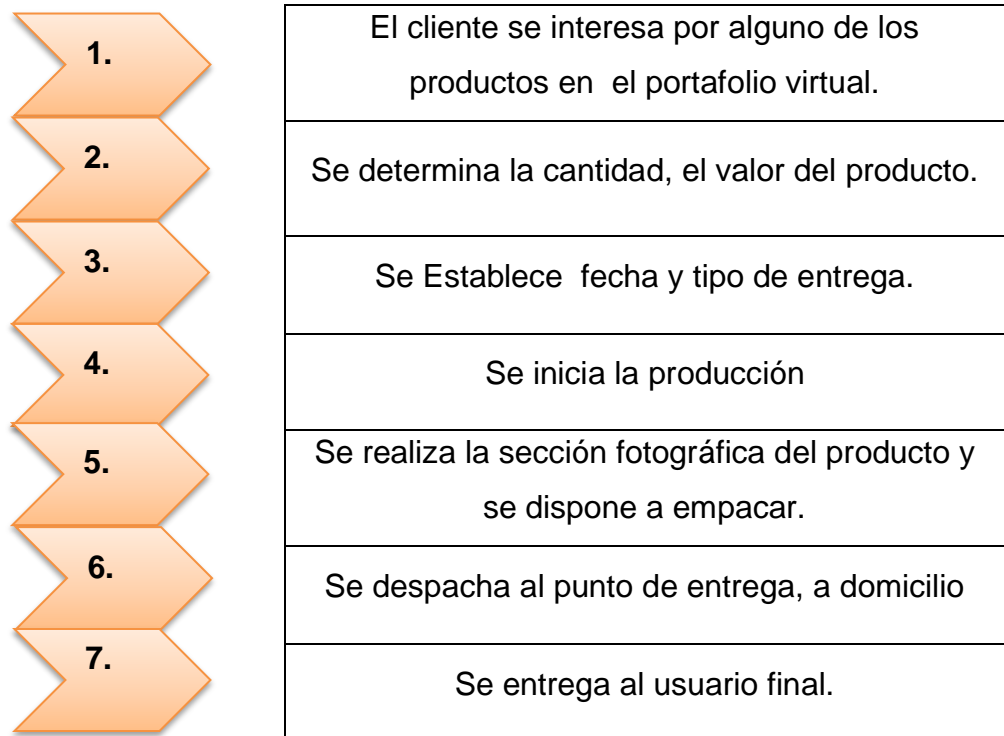 1.
El cliente se interesa por alguno de los
productos en  el portafolio virtual.
2.
Se determina la cantidad, el valor del producto.
3.
Se Establece  fecha y tipo de entrega.
4.
Se inicia la producción
5.
Se realiza la sección fotográfica del producto y
se dispone a empacar.
6.
Se despacha al punto de entrega, a domicilio
7.
Se entrega al usuario final.